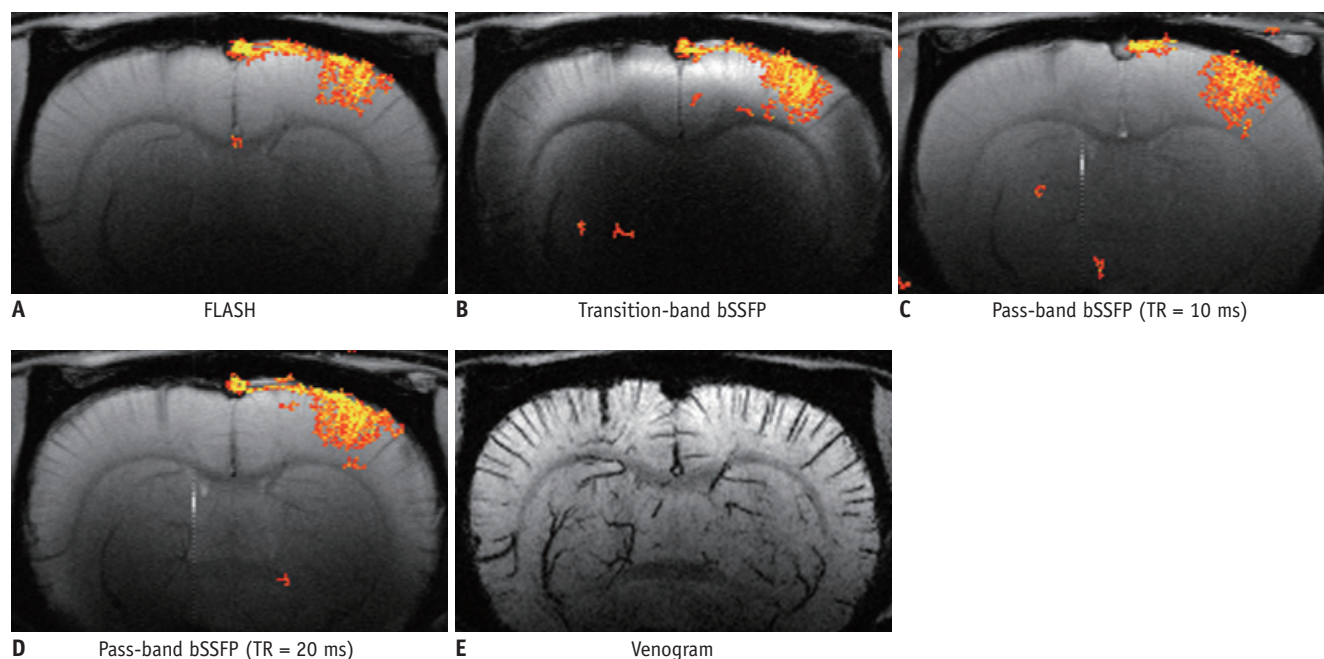 A FLASH
B Transition-band bSSFP
C Pass-band bSSFP (TR = 10 ms)
D Pass-band bSSFP (TR = 20 ms)
E Venogram